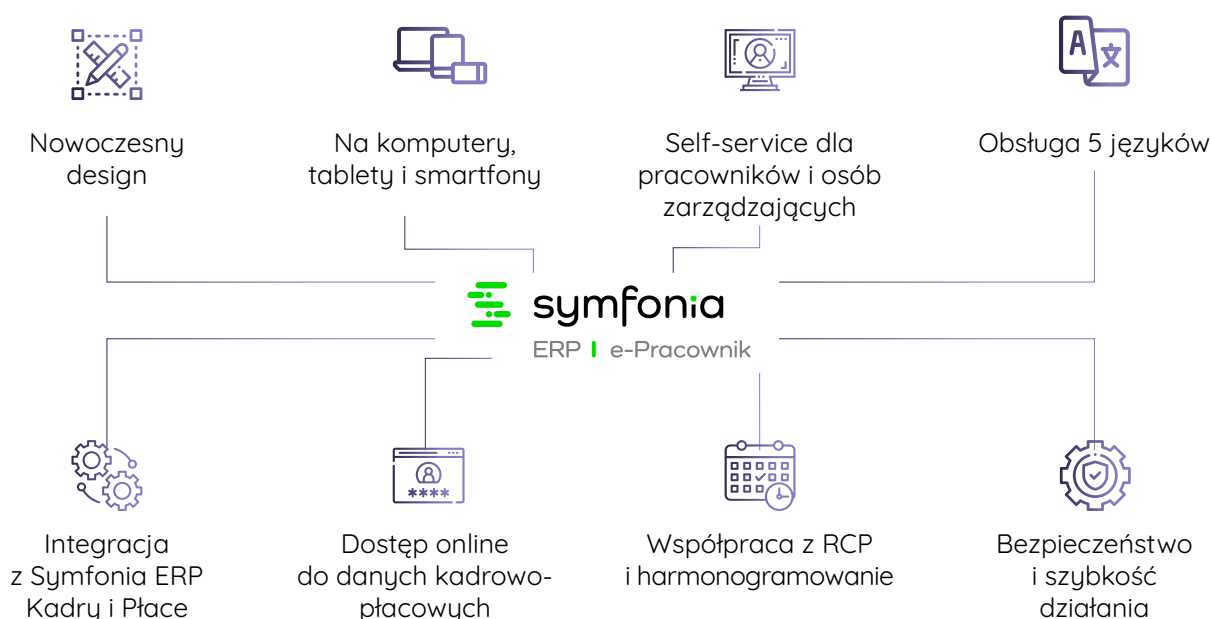 Nowoczesny
design
Na komputery,
tablety i smartfony
Self-service dla
pracowników i osób
zarządzających
A 文
Obsługa 5 języków
symfonia
ERP | e-Pracownik
****
Integracja
z Symfonia ERP
Kadry i Płace
Dostęp online
do danych kadrowo-
płacowych
Współpraca z RCP
i harmonogramowanie
Bezpieczeństwo
i szybkość
działania